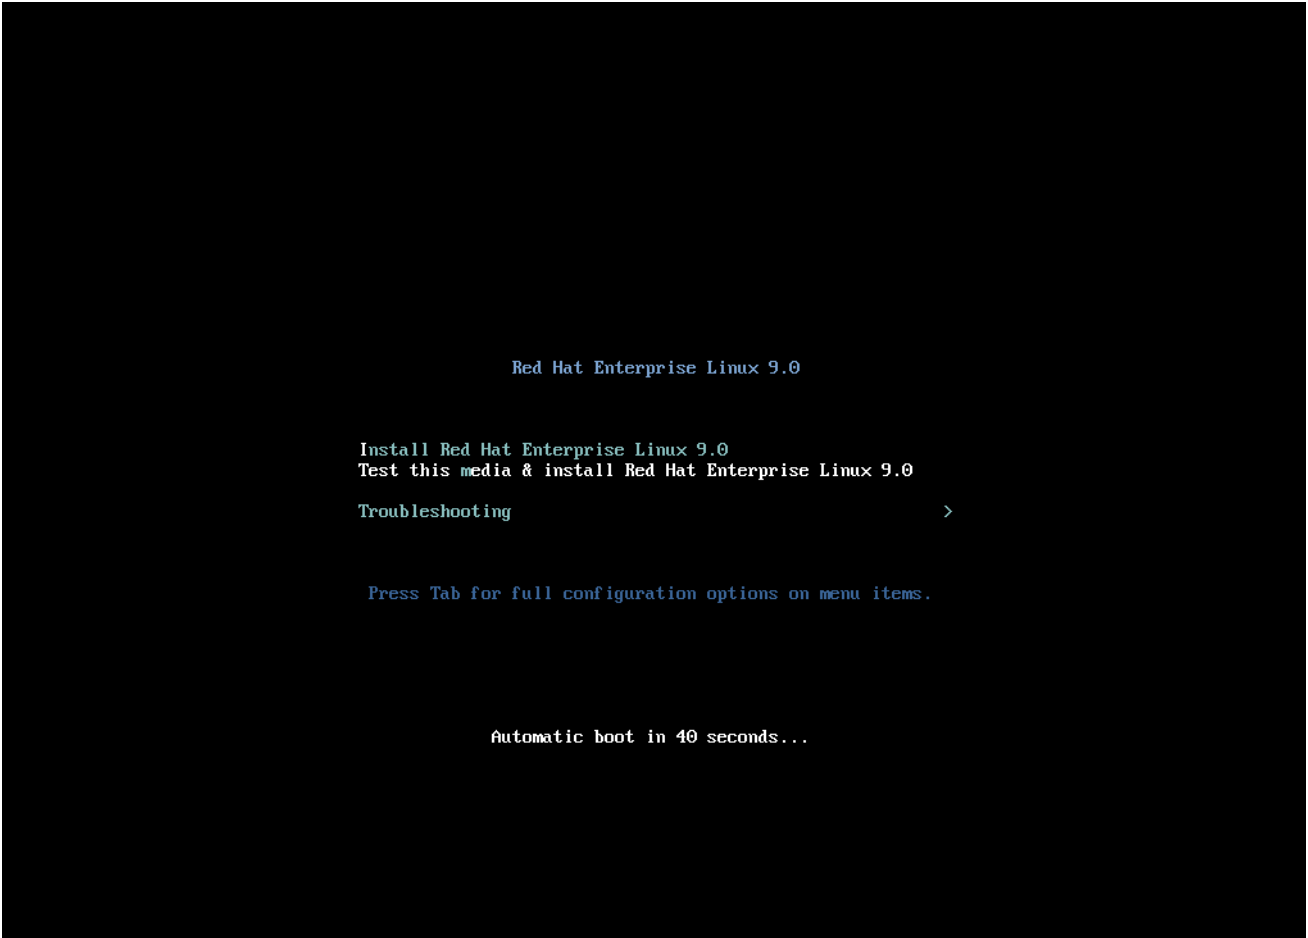 Red Hat Enterprise Linux 9.0
Install Red Hat Enterprise Linux 9.0
Test this media & install Red Hat Enterprise Linux 9.0
Troubleshooting >
Press Tab for full configuration options on menu items.
Automatic boot in 40 seconds...